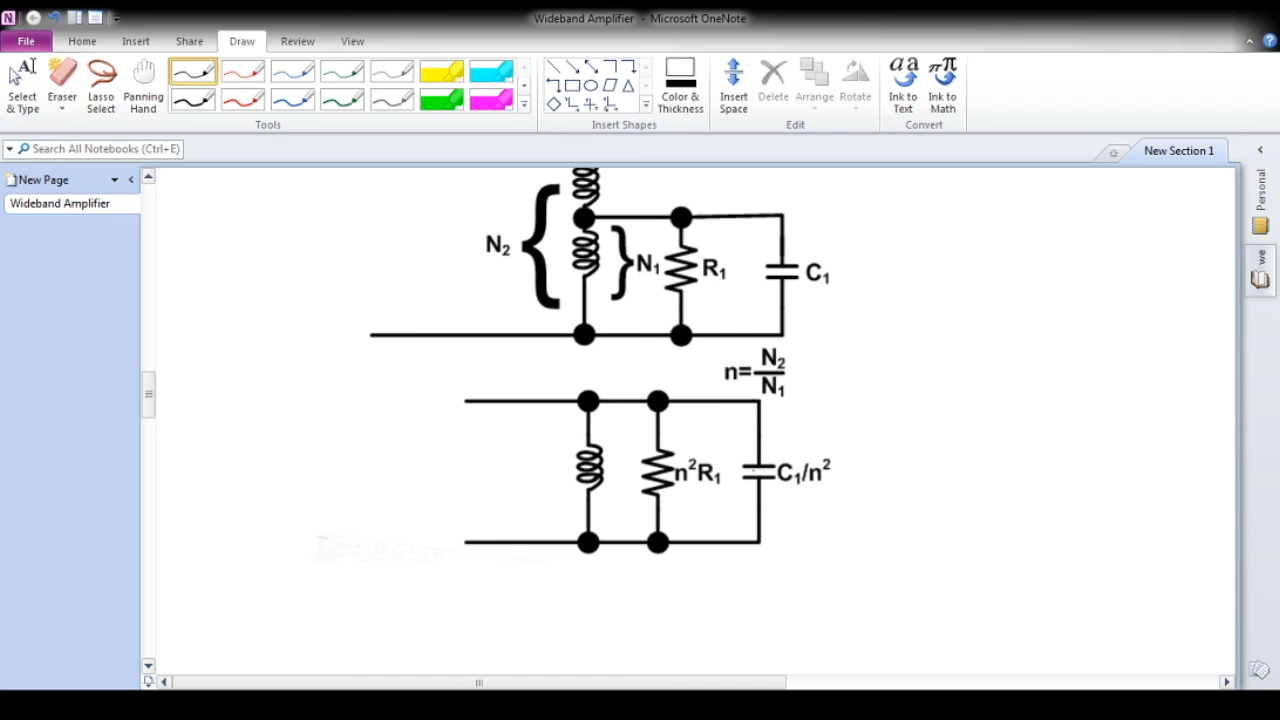 Wideband Amplifier - Microsoft OneNote
File Home Insert Share Draw Review View
Select & Type
Eraser
Lasso Select
Panning Hand
Color & Thickness
Insert Space
Delete
Arrange
Rotate
Ink to Text
Ink to Math
Tools
Insert Shapes
Edit
Convert
Search All Notebooks (Ctrl+E)
New Section 1
New Page
Wideband Amplifier
Personal
we
N₂
N₁
R₁
C₁
n=N₂/N₁
n²R₁
C₁/n²